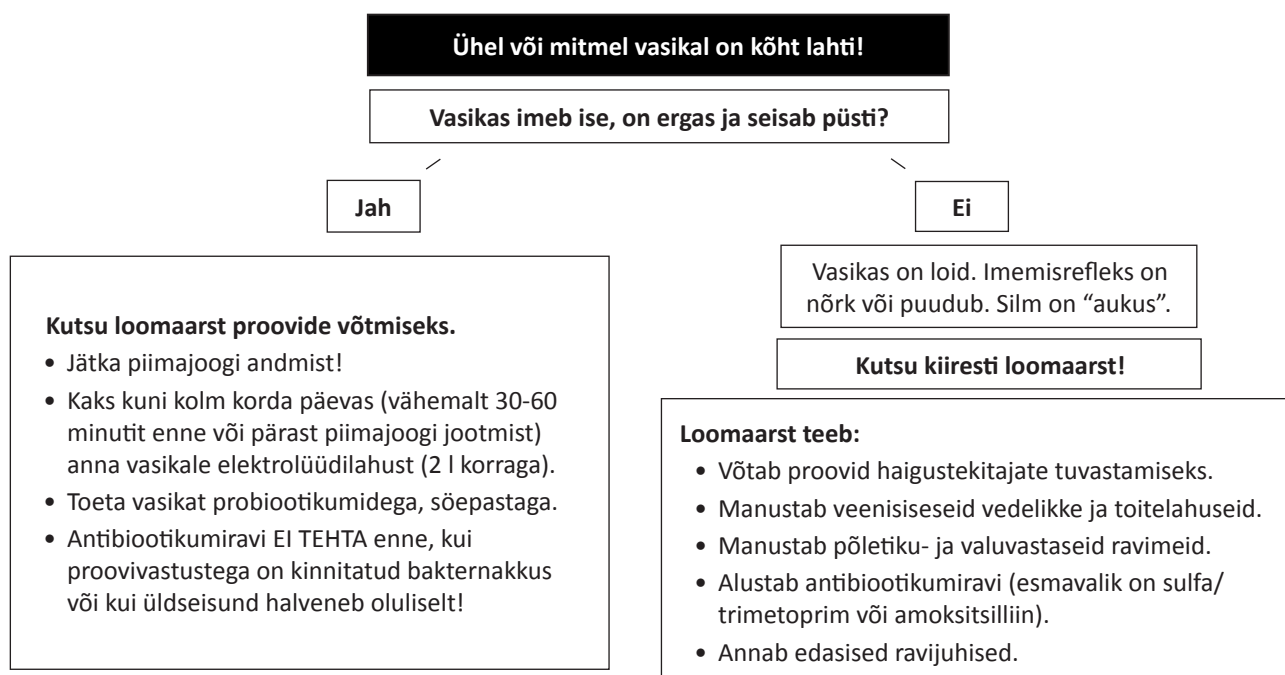 Ühel või mitmel vasikal on kõht lahti!
Vasikas imeb ise, on ergas ja seisab püsti?
Jah
Kutsu loomaarst proovide võtmiseks.
• Jätka piimajoogi andmist!
• Kaks kuni kolm korda päevas (vähemalt 30-60
minutit enne või pärast piimajoogi jootmist)
anna vasikale elektrolüüdilahust (2 l korraga).
• Toeta vasikat probiootikumidega, söepastaga.
• Antibiootikumiravi EI TEHTA enne, kui
proovivastustega on kinnitatud bakternakkus
või kui üldseisund halveneb oluliselt!
Ei
Vasikas on loid. Imemisrefleks on
nõrk või puudub. Silm on “aukus”.
Kutsu kiiresti loomaarst!
Loomaarst teeb:
• Võtab proovid haigustekitajate tuvastamiseks.
• Manustab veenisiseseid vedelikke ja toitelahuseid.
• Manustab põletiku- ja valuvastaseid ravimeid.
• Alustab antibiootikumiravi (esmavalik on sulfa/
trimetoprim või amoksitsilliin).
• Annab edasised ravijuhised.